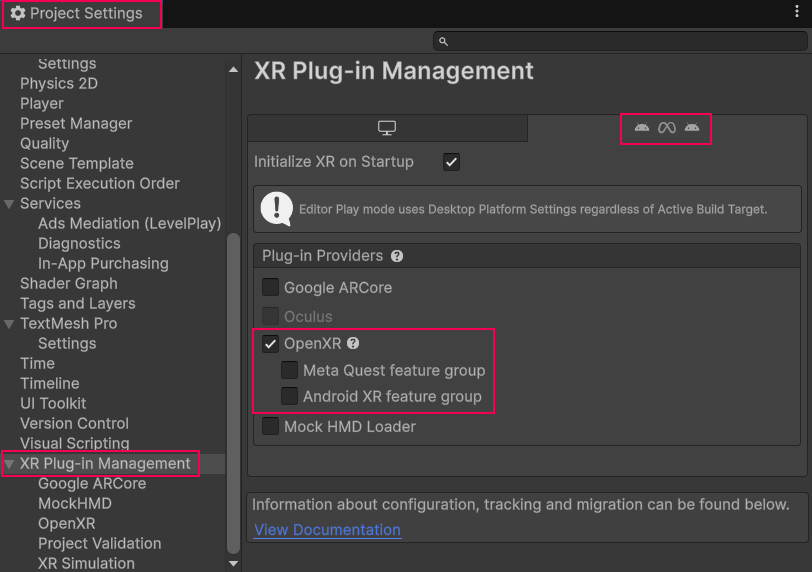 Project Settings
Settings
Physics 2D
Player
Preset Manager
Quality
Scene Template
Script Execution Order
Services
Ads Mediation (LevelPlay)
Diagnostics
In-App Purchasing
Shader Graph
Tags and Layers
TextMesh Pro
Settings
Time
Timeline
UI Toolkit
Version Control
Visual Scripting
XR Plug-in Management
Google ARCore
MockHMD
OpenXR
Project Validation
XR Simulation
XR Plug-in Management
Initialize XR on Startup
Editor Play mode uses Desktop Platform Settings regardless of Active Build Target.
Plug-in Providers
Google ARCore
Oculus
OpenXR
Meta Quest feature group
Android XR feature group
Mock HMD Loader
Information about configuration, tracking and migration can be found below.
View Documentation